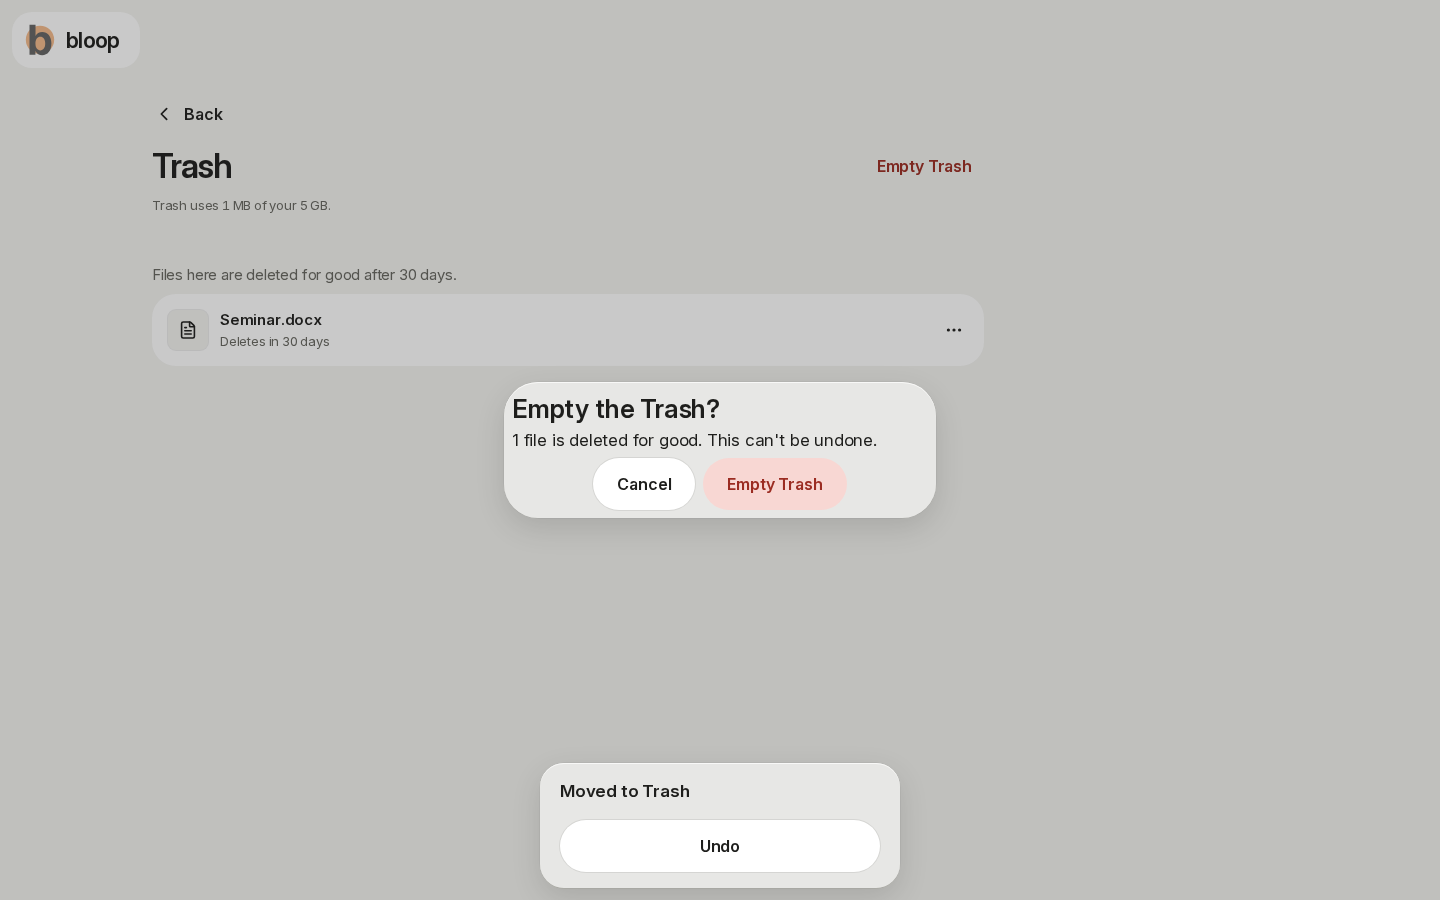 bloop
Back
Trash
Empty Trash
Trash uses 1 MB of your 5 GB.
Files here are deleted for good after 30 days.
Seminar.docx
Deletes in 30 days
Empty the Trash?
1 file is deleted for good. This can't be undone.
Cancel
Empty Trash
Moved to Trash
Undo